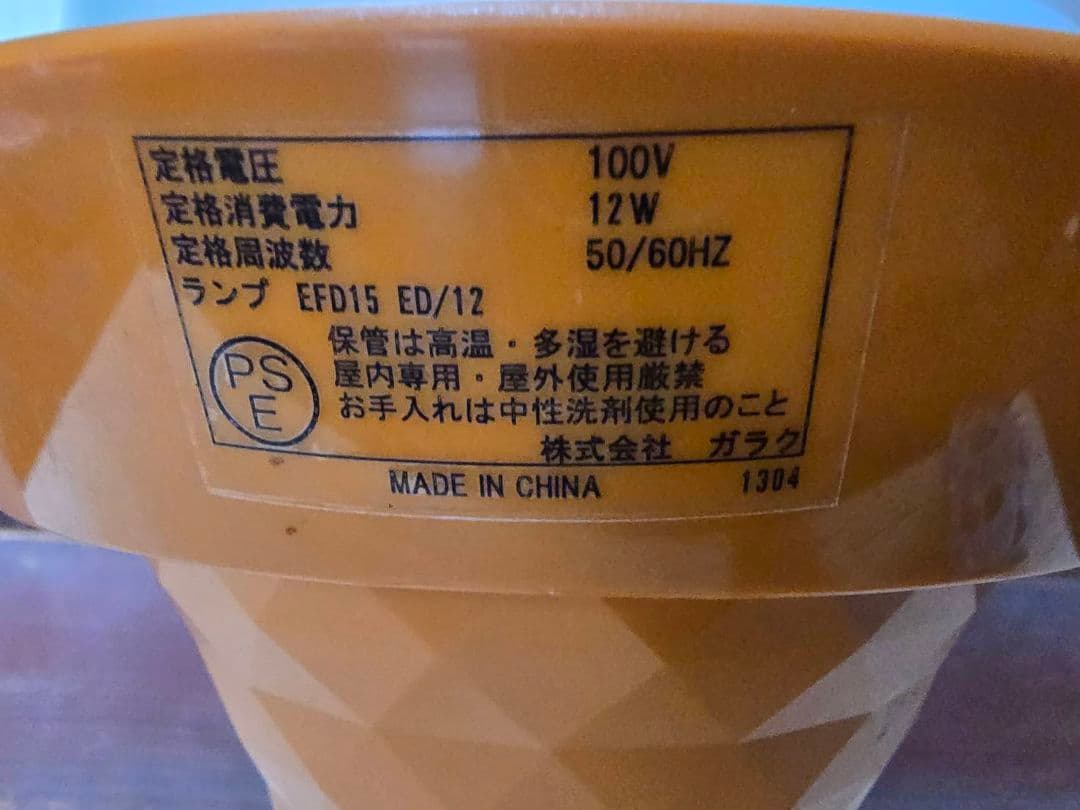 定格電圧 100V
定格消費電力 12W
定格周波数 50/60HZ
ランプ EFD15 ED/12
保管は高温・多湿を避ける
屋内専用・屋外使用厳禁
お手入れは中性洗剤使用のこと
PS
E
株式会社 ガラク
MADE IN CHINA 1304